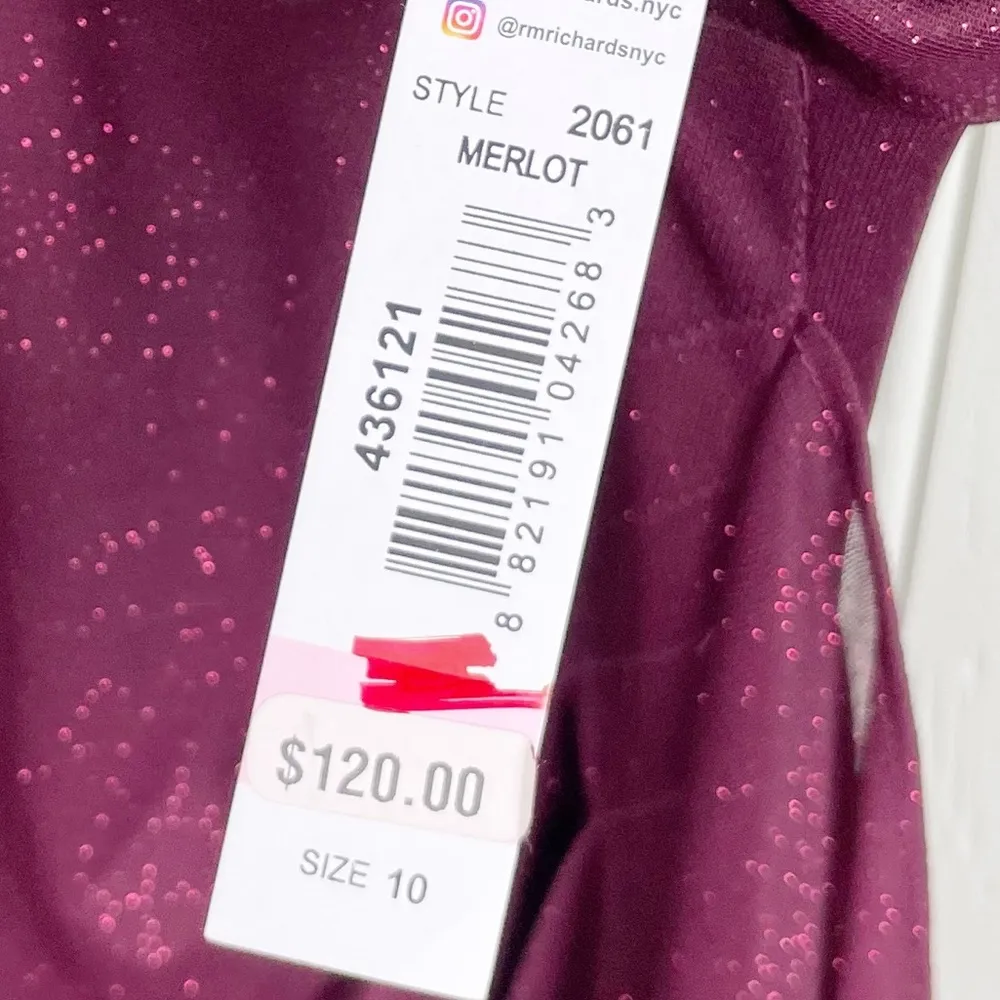 @rmrichardsnyc
STYLE 2061
MERLOT
436121
8 82191 04268 3
$120.00
SIZE 10